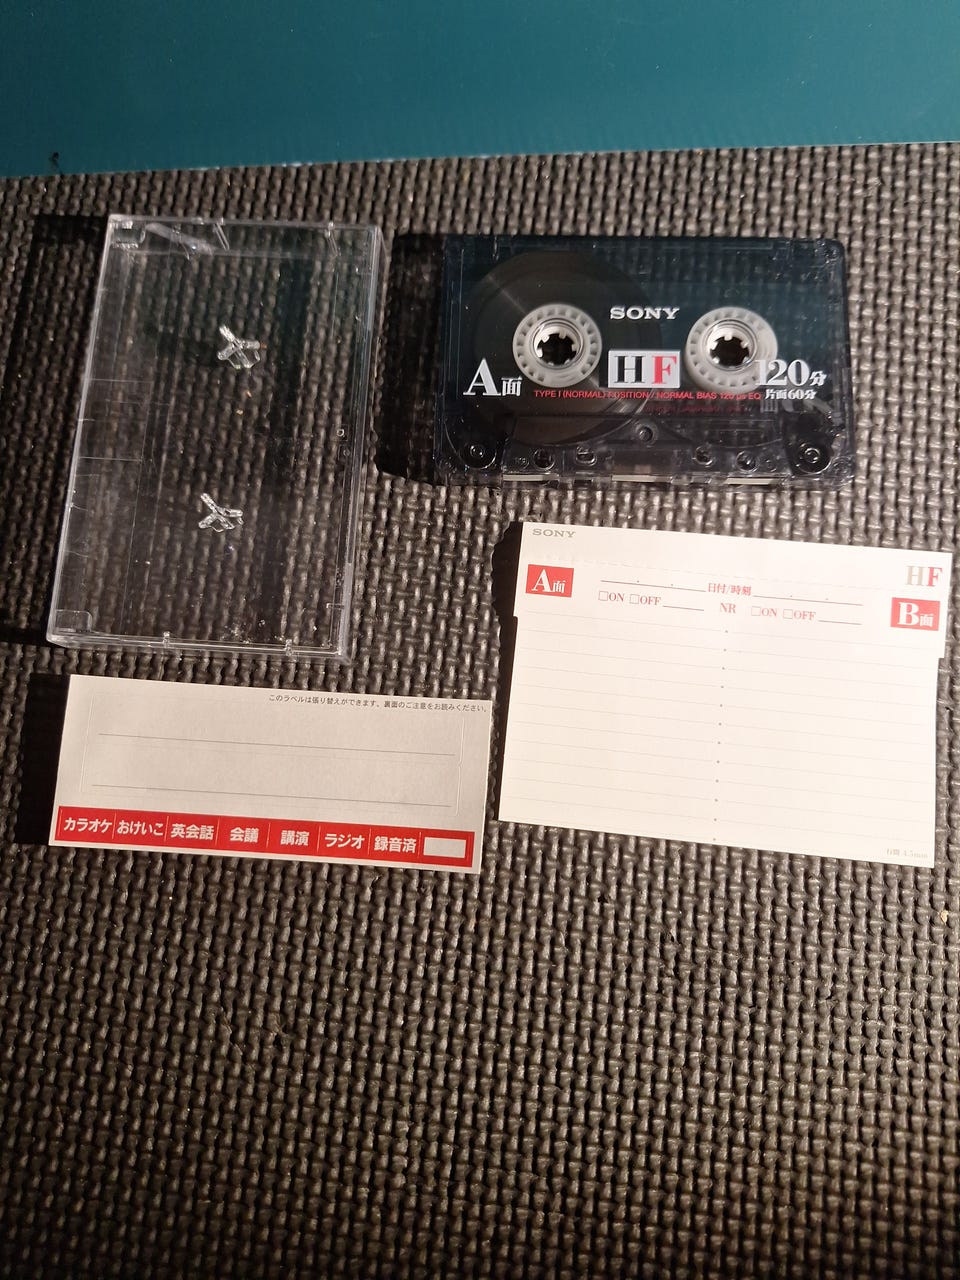 SONY
HF
A面
120分
片面60分
TYPE I (NORMAL) POSITION / NORMAL BIAS 120 μs EQ
SONY
HF
A面
日付/時刻
B面
□ON □OFF
NR
□ON □OFF
このラベルは張り替えができます。裏面のご注意をお読みください。
カラオケ おけいこ 英会話 会議 講演 ラジオ 録音済